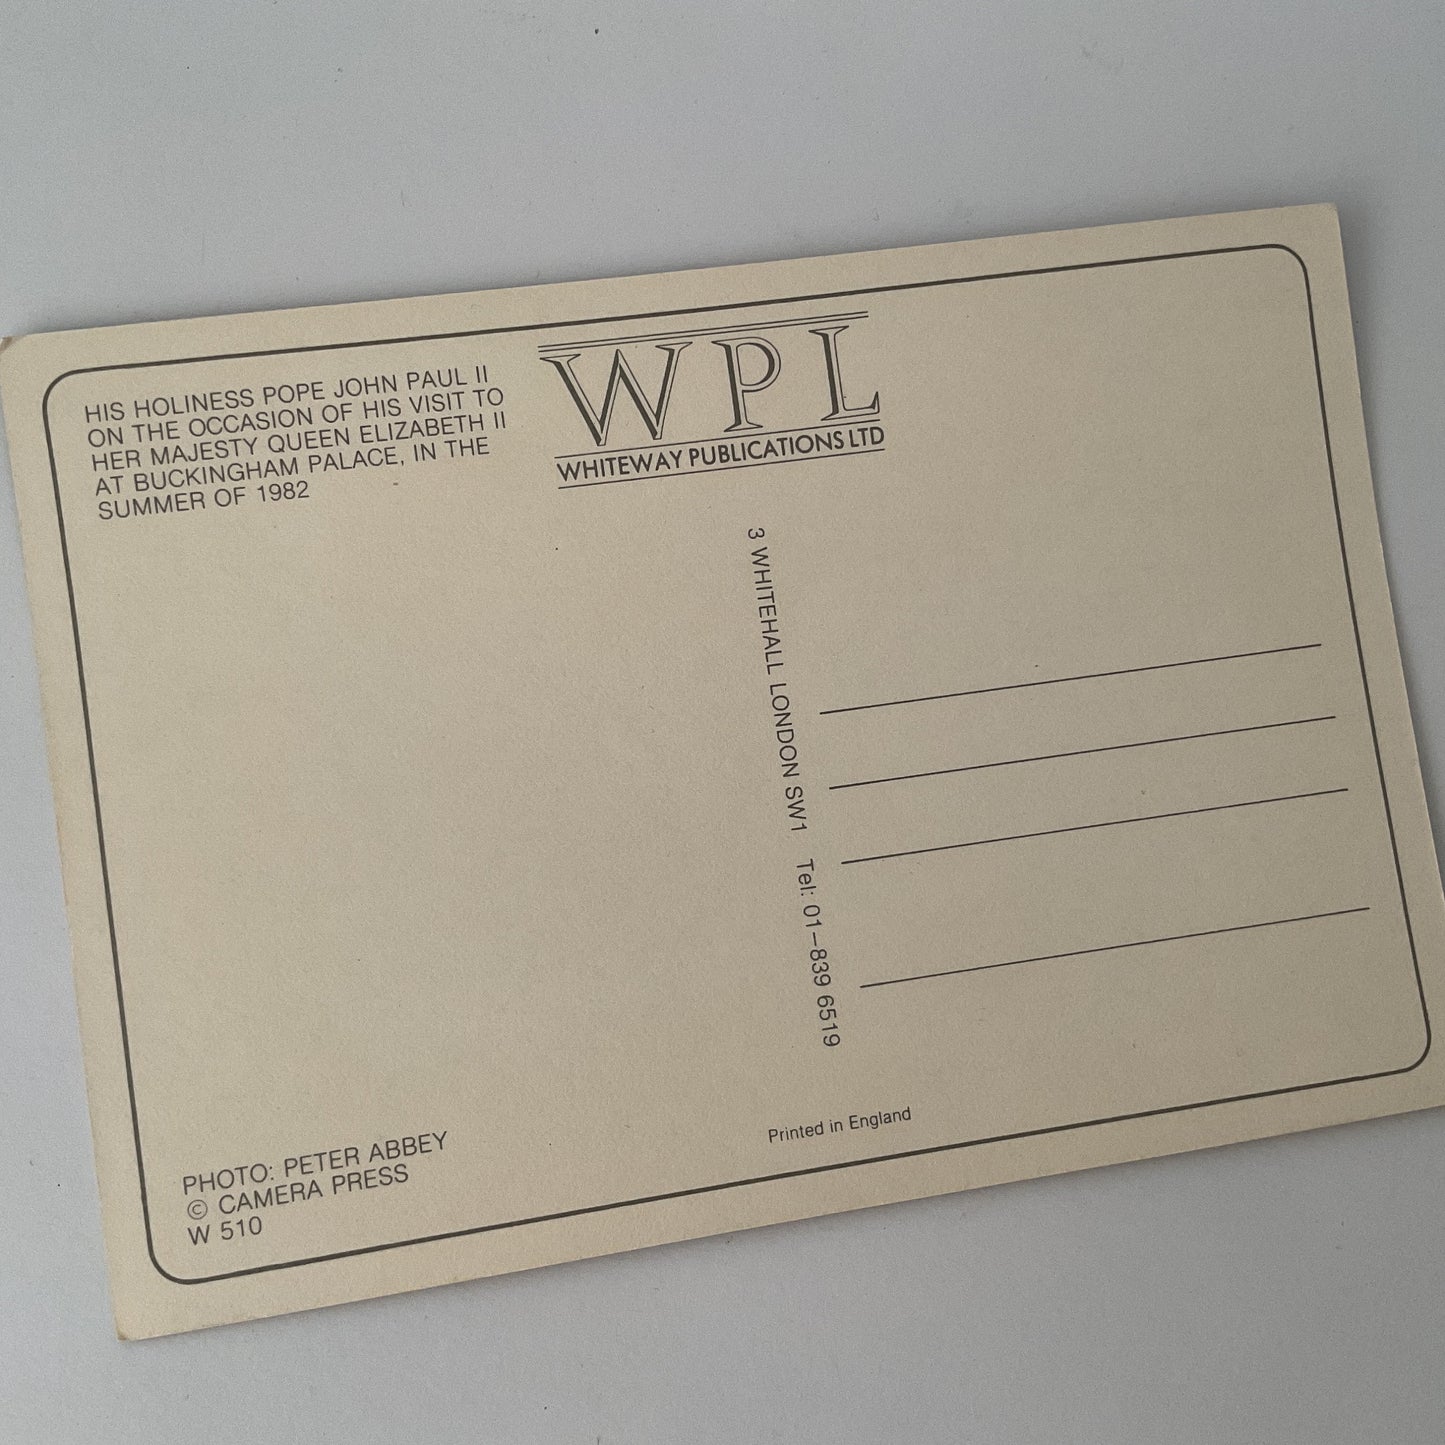 HIS HOLINESS POPE JOHN PAUL II
ON THE OCCASION OF HIS VISIT TO
HER MAJESTY QUEEN ELIZABETH II
AT BUCKINGHAM PALACE, IN THE
SUMMER OF 1982
WPL
WHITEWAY PUBLICATIONS LTD
3 WHITEHALL LONDON SW1 Tel: 01-839 6519
PHOTO: PETER ABBEY
© CAMERA PRESS
W 510
Printed in England